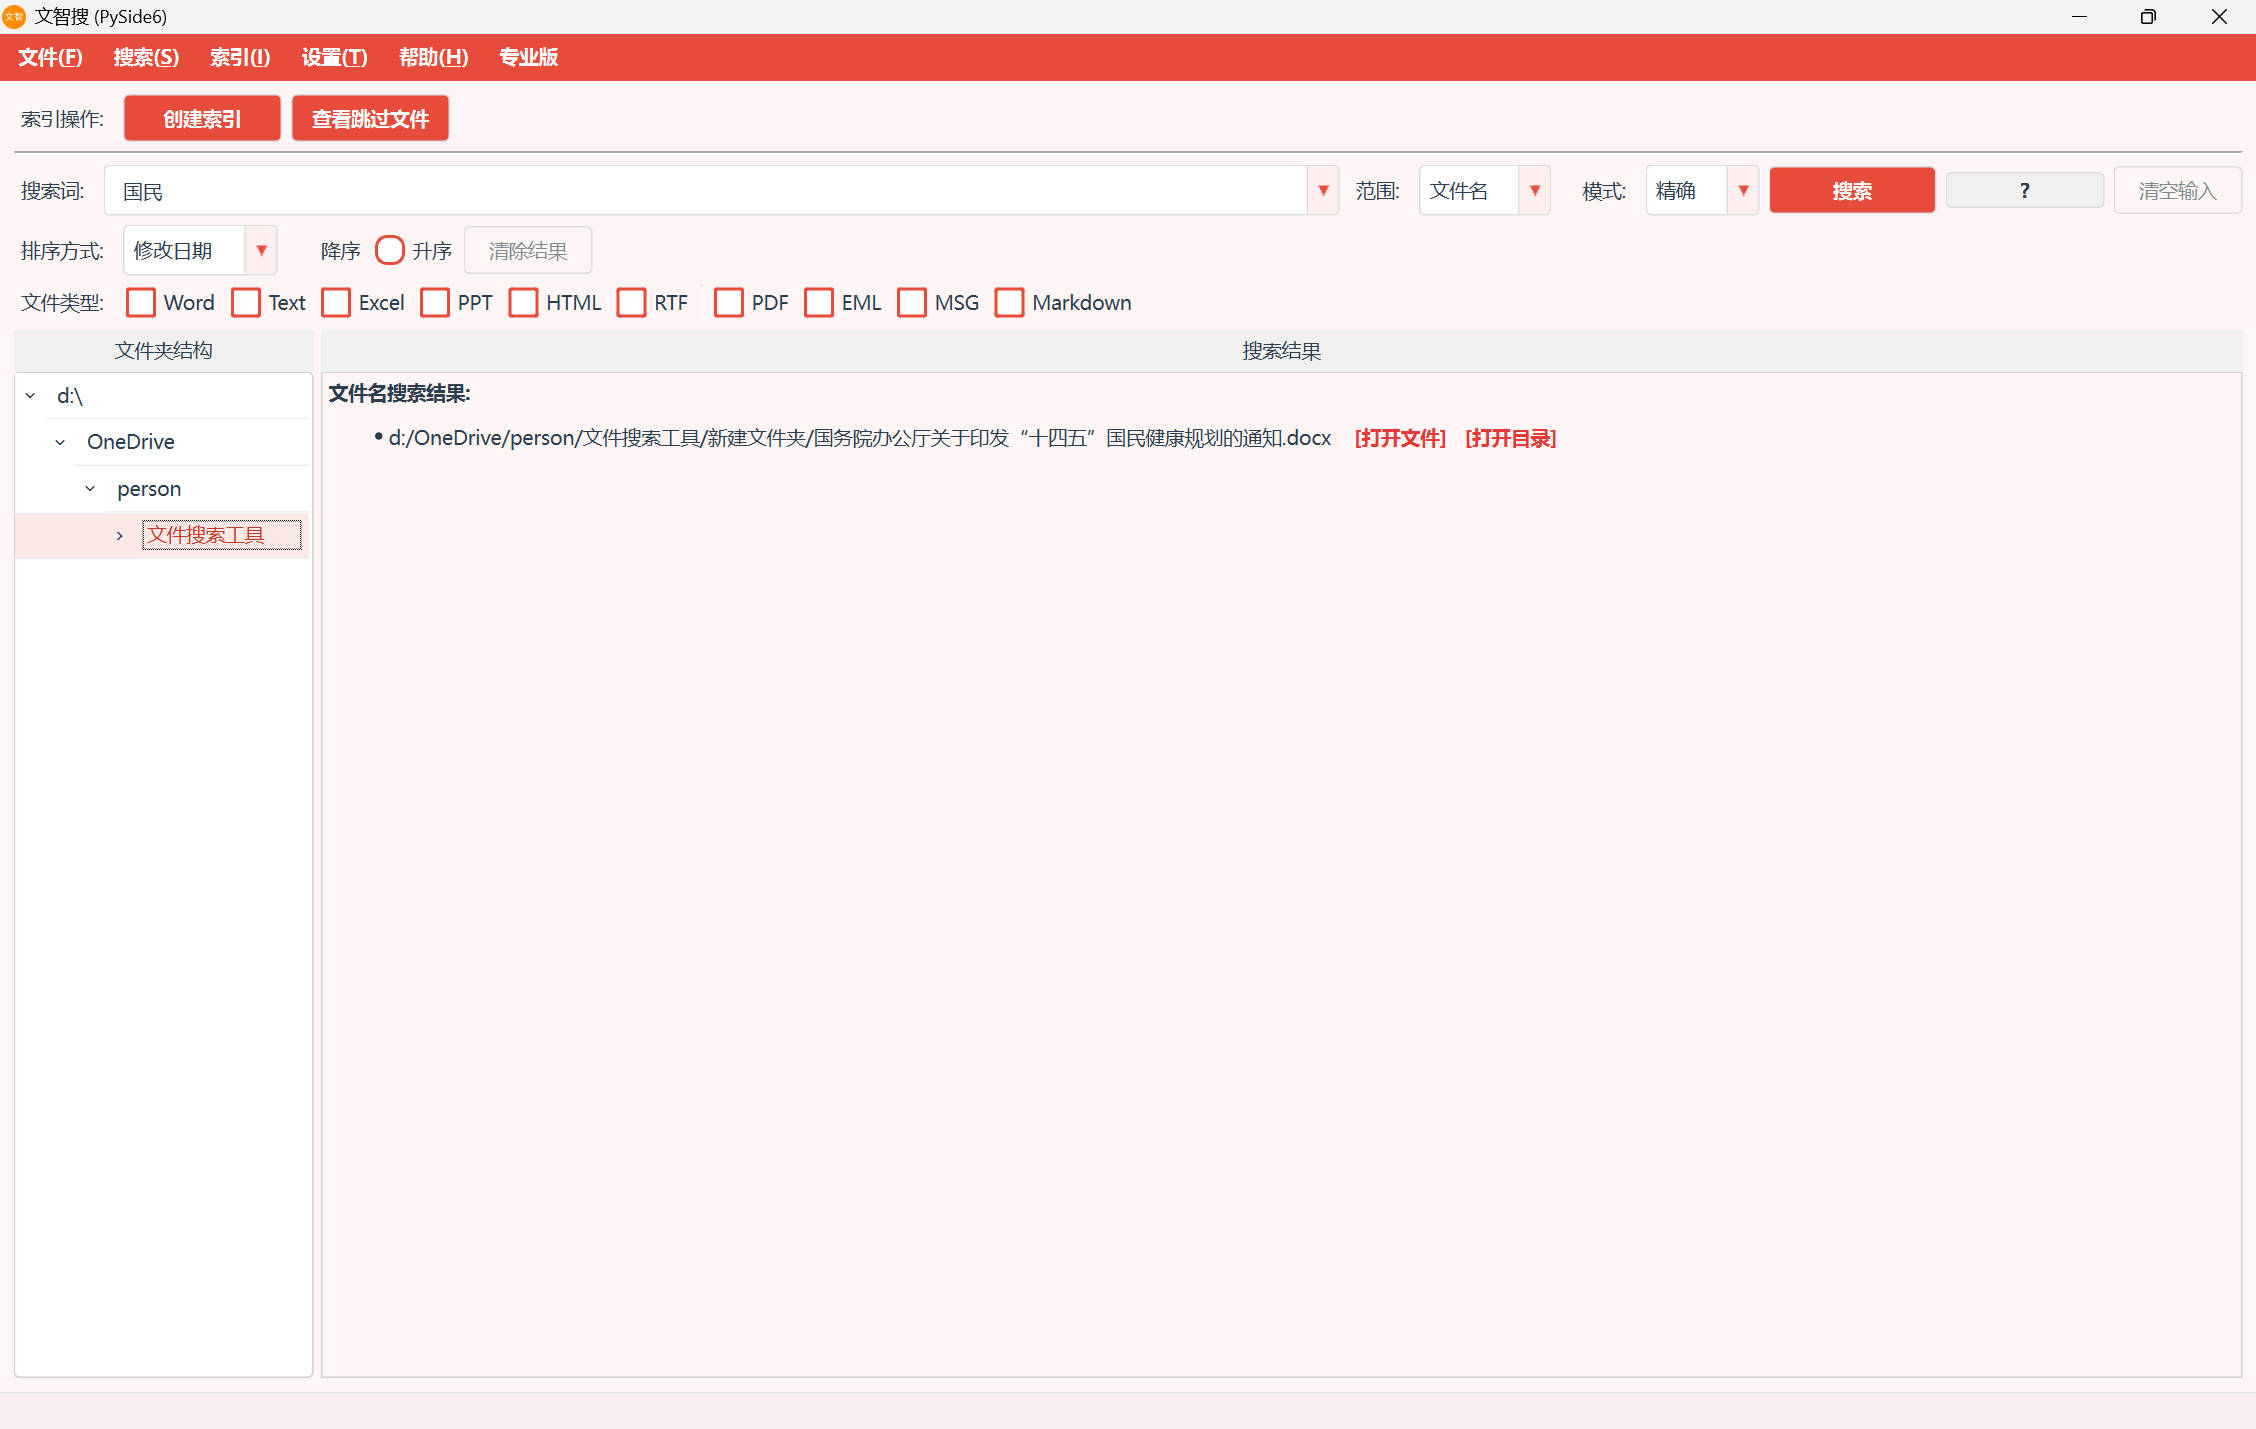 文智 文智搜 (PySide6)
文件(F) 搜索(S) 索引(I) 设置(T) 帮助(H) 专业版
索引操作: 创建索引 查看跳过文件
搜索词: 国民 范围: 文件名 模式: 精确 搜索 ? 清空输入
排序方式: 修改日期 降序 升序 清除结果
文件类型: Word Text Excel PPT HTML RTF PDF EML MSG Markdown
文件夹结构 搜索结果
文件名搜索结果:
d:\
• d:/OneDrive/person/文件搜索工具/新建文件夹/国务院办公厅关于印发“十四五”国民健康规划的通知.docx [打开文件] [打开目录]
OneDrive
person
文件搜索工具